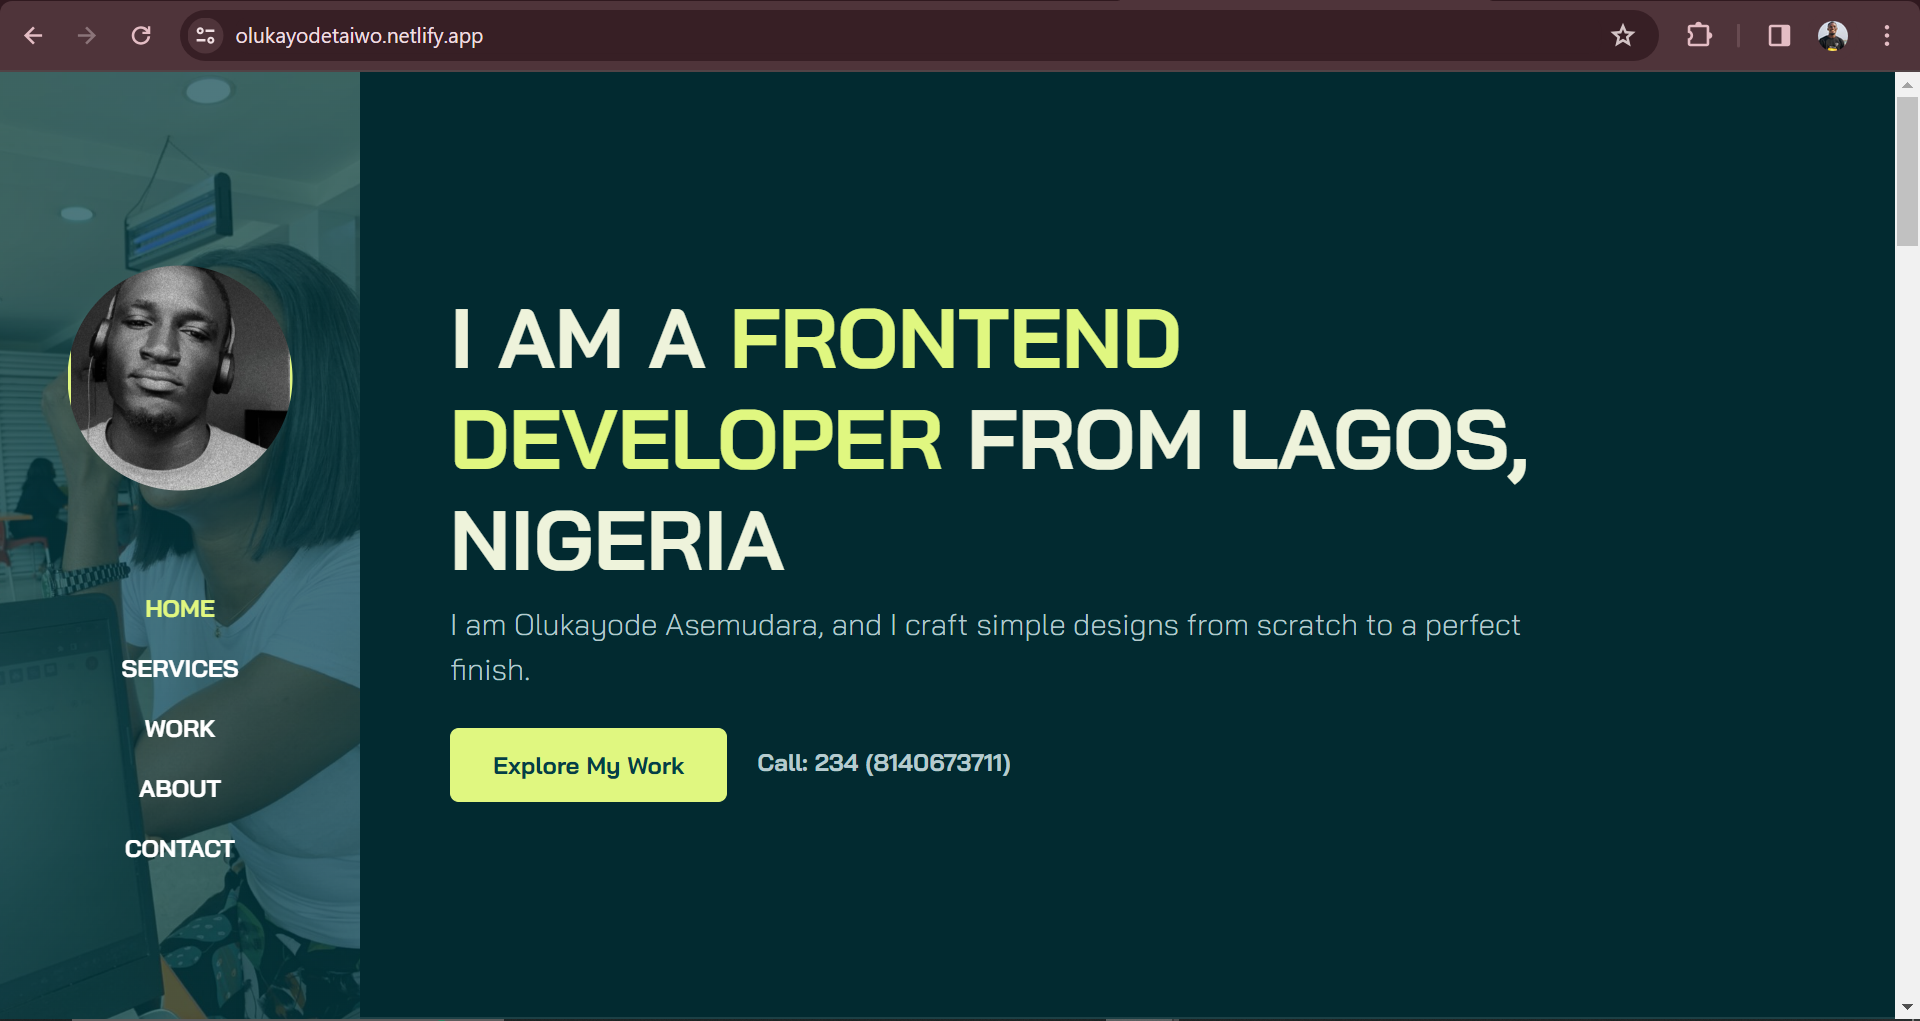 olukayodetaiwo.netlify.app
HOME
SERVICES
WORK
ABOUT
CONTACT
I AM A FRONTEND
DEVELOPER FROM LAGOS,
NIGERIA
I am Olukayode Asemudara, and I craft simple designs from scratch to a perfect
finish.
Explore My Work
Call: 234 (8140673711)